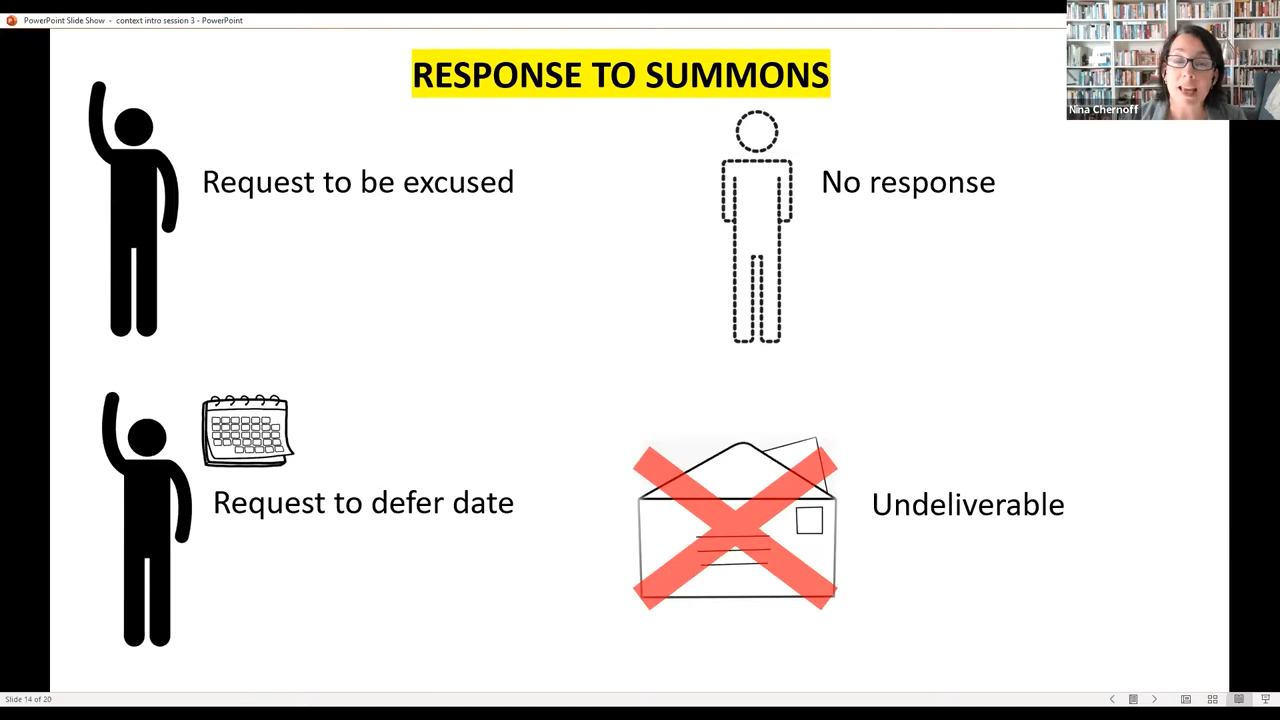 PowerPoint Slide Show - context intro session 3 - PowerPoint
RESPONSE TO SUMMONS
Nina Chernoff
Request to be excused
No response
Request to defer date
Undeliverable
Slide 14 of 20